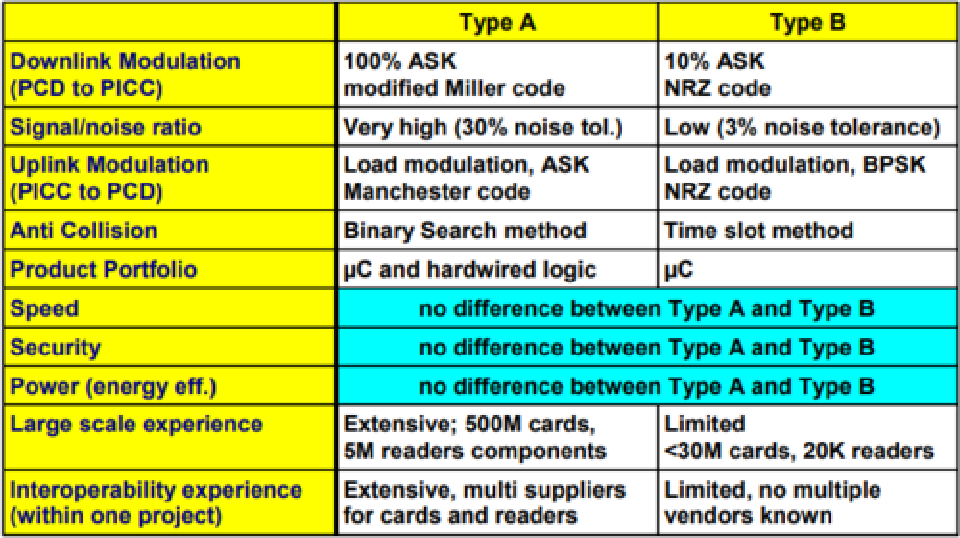 Type A Type B
Downlink Modulation 100% ASK 10% ASK
(PCD to PICC) modified Miller code NRZ code
Signal/noise ratio Very high (30% noise tol.) Low (3% noise tolerance)
Uplink Modulation Load modulation, ASK Load modulation, BPSK
(PICC to PCD) Manchester code NRZ code
Anti Collision Binary Search method Time slot method
Product Portfolio µC and hardwired logic µC
Speed no difference between Type A and Type B
Security no difference between Type A and Type B
Power (energy eff.) no difference between Type A and Type B
Large scale experience Extensive; 500M cards, Limited
5M readers components <30M cards, 20K readers
Interoperability experience Extensive, multi suppliers Limited, no multiple
(within one project) for cards and readers vendors known